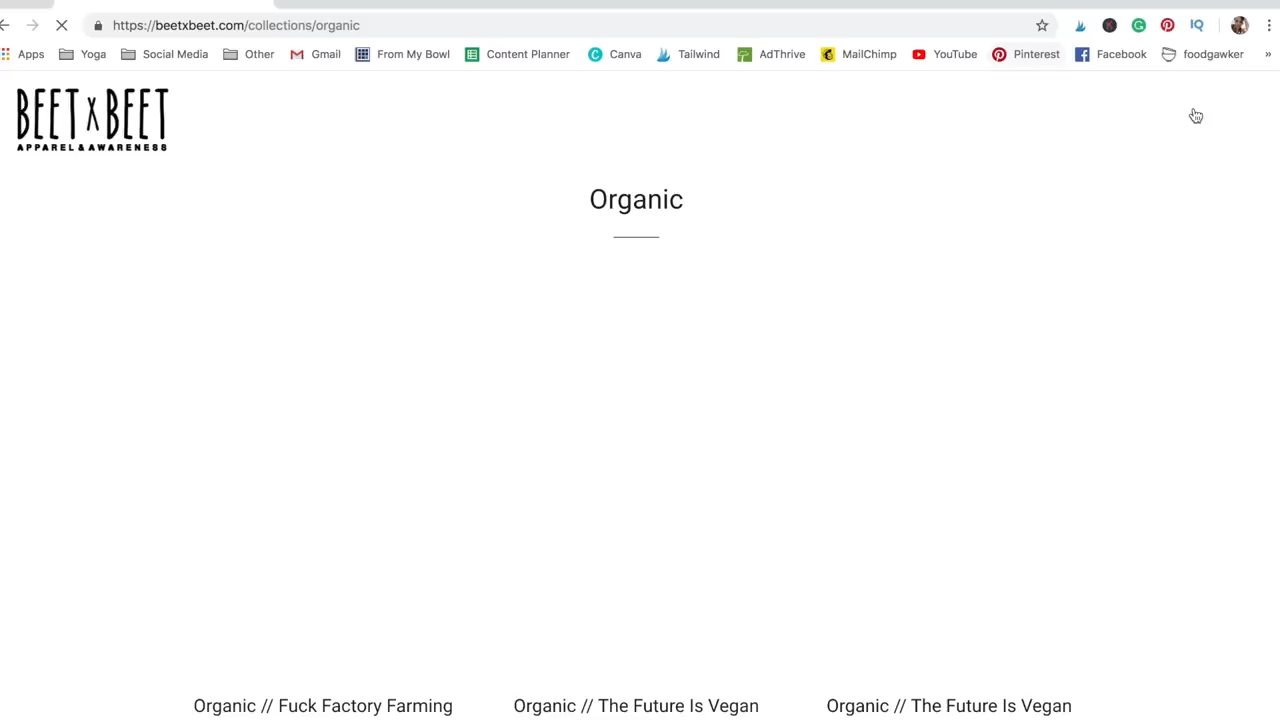 https://beetxbeet.com/collections/organic
IQ
Apps Yoga Social Media Other Gmail From My Bowl Content Planner Canva Tailwind AdThrive MailChimp YouTube Pinterest Facebook foodgawker »
BEET X BEET
APPAREL & AWARENESS
Organic
Organic // Fuck Factory Farming Organic // The Future Is Vegan Organic // The Future Is Vegan